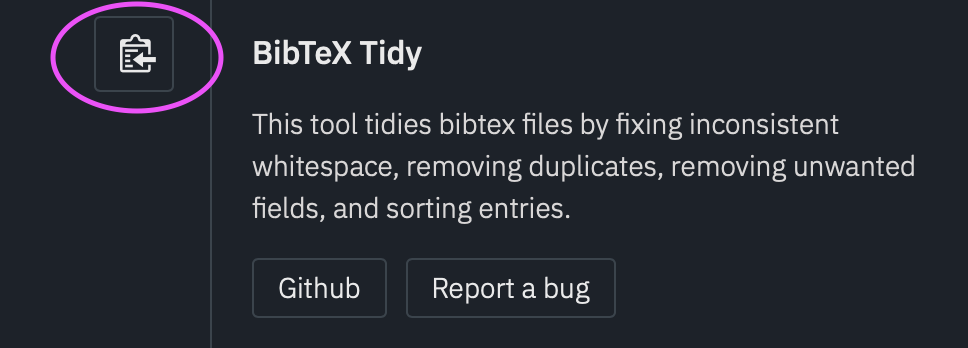 BibTeX Tidy
This tool tidies bibtex files by fixing inconsistent
whitespace, removing duplicates, removing unwanted
fields, and sorting entries.
Github
Report a bug